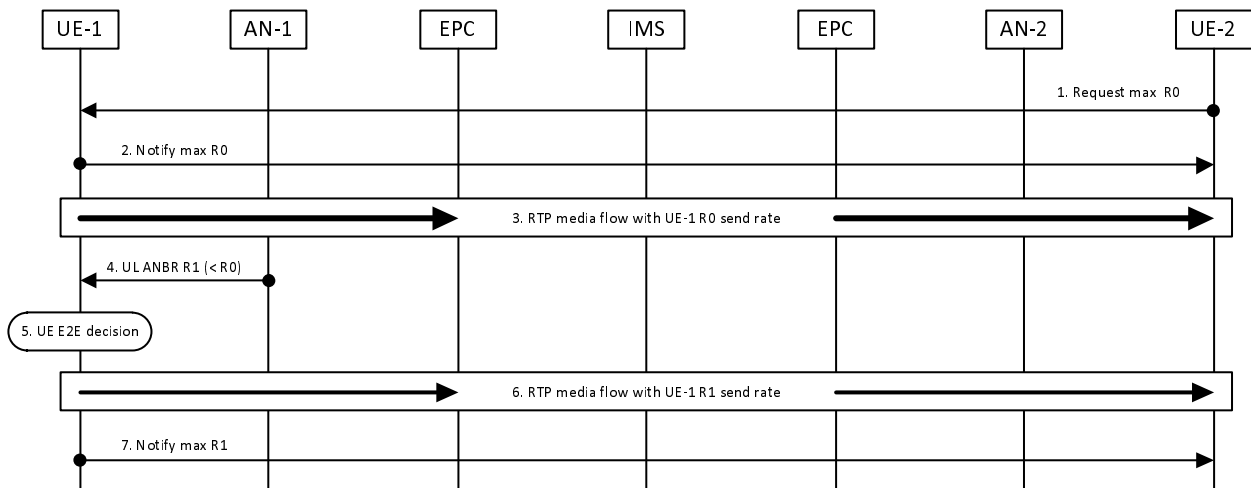 UE-1
AN-1
EPC
IMS
EPC
AN-2
UE-2
1. Request max R0
2. Notify max R0
3. RTP media flow with UE-1 R0 send rate
4. UL ANBR R1 (< R0)
5. UE E2E decision
6. RTP media flow with UE-1 R1 send rate
7. Notify max R1